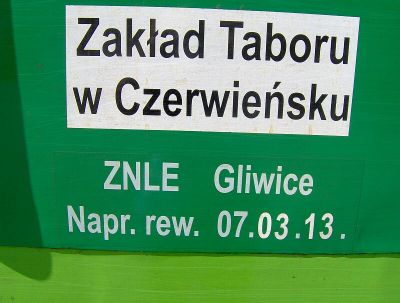 Zakład Taboru
w Czerwieńsku
ZNLE Gliwice
Napr. rew. 07.03.13.